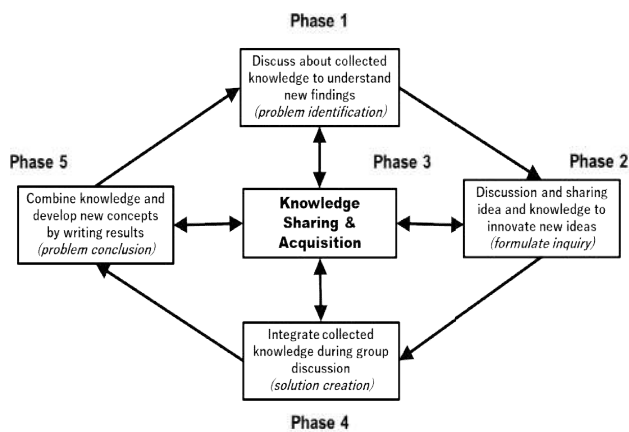 Phase 1
Discuss about collected
knowledge to understand
new findings
(problem identification)
Phase 5
Phase 3
Phase 2
Combine knowledge and
develop new concepts
by writing results
(problem conclusion)
Knowledge
Sharing &
Acquisition
Discussion and sharing
idea and knowledge to
innovate new ideas
(formulate inquiry)
Integrate collected
knowledge during group
discussion
(solution creation)
Phase 4